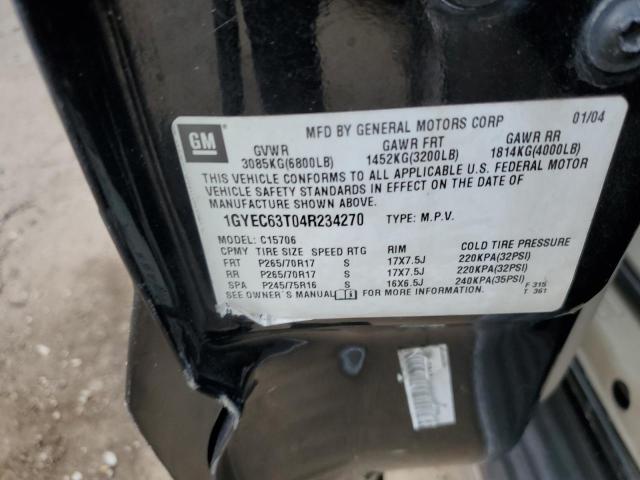 MFD BY GENERAL MOTORS CORP 01/04
GM
GVWR GAWR FRT GAWR RR
3085KG(6800LB) 1452KG(3200LB) 1814KG(4000LB)
THIS VEHICLE CONFORMS TO ALL APPLICABLE U.S. FEDERAL MOTOR
VEHICLE SAFETY STANDARDS IN EFFECT ON THE DATE OF
MANUFACTURE SHOWN ABOVE.
1GYEC63T04R234270 TYPE: M.P.V.
MODEL: C15706
CPMY TIRE SIZE SPEED RTG RIM COLD TIRE PRESSURE
FRT P265/70R17 S 17X7.5J 220KPA(32PSI)
RR P265/70R17 S 17X7.5J 220KPA(32PSI)
SPA P245/75R16 S 16X6.5J 240KPA(35PSI)
SEE OWNER'S MANUAL FOR MORE INFORMATION. F 315
T 361